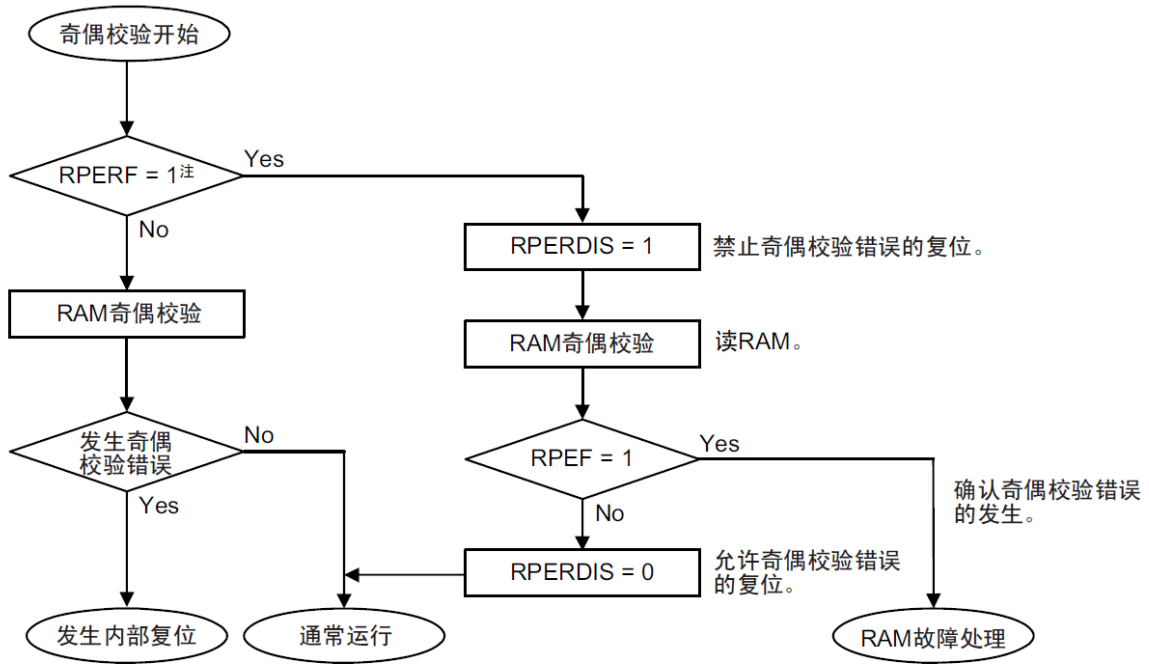 奇偶校验开始
RPERF = 1注
Yes
No
RPERDIS = 1
禁止奇偶校验错误的复位。
RAM奇偶校验
RAM奇偶校验
读RAM。
发生奇偶
校验错误
No
Yes
RPEF = 1
Yes
No
确认奇偶校验错误
的发生。
RPERDIS = 0
允许奇偶校验错误
的复位。
发生内部复位
通常运行
RAM故障处理